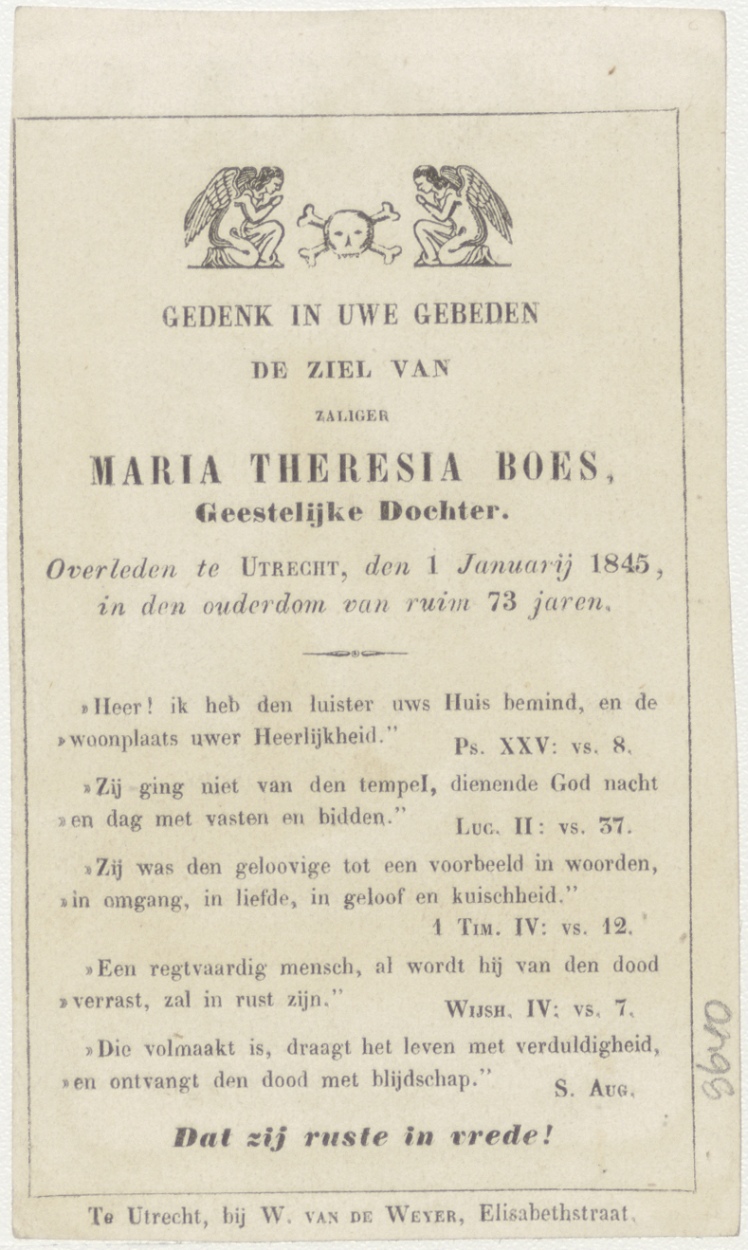 GEDENK IN UWE GEBEDEN
DE ZIEL VAN
ZALIGER
MARIA THERESIA BOES,
Geestelijke Dochter.
Overleden te UTRECHT, den 1 Januarij 1845,
in den ouderdom van ruim 73 jaren.
»Heer! ik heb den luister uws Huis bemind, en de
»woonplaats uwer Heerlijkheid.”
Ps. XXV: vs. 8.
»Zij ging niet van den tempel, dienende God nacht
»en dag met vasten en bidden.”
Luc. II: vs. 37.
»Zij was den geloovige tot een voorbeeld in woorden,
»in omgang, in liefde, in geloof en kuischheid.”
1 Tim. IV: vs. 12.
»Een regtvaardig mensch, al wordt hij van den dood
»verrast, zal in rust zijn.”
Wijsh. IV: vs. 7.
»Die volmaakt is, draagt het leven met verduldigheid,
»en ontvangt den dood met blijdschap.”
S. Aug.
Dat zij ruste in vrede!
Te Utrecht, bij W. van de Weyer, Elisabethstraat.